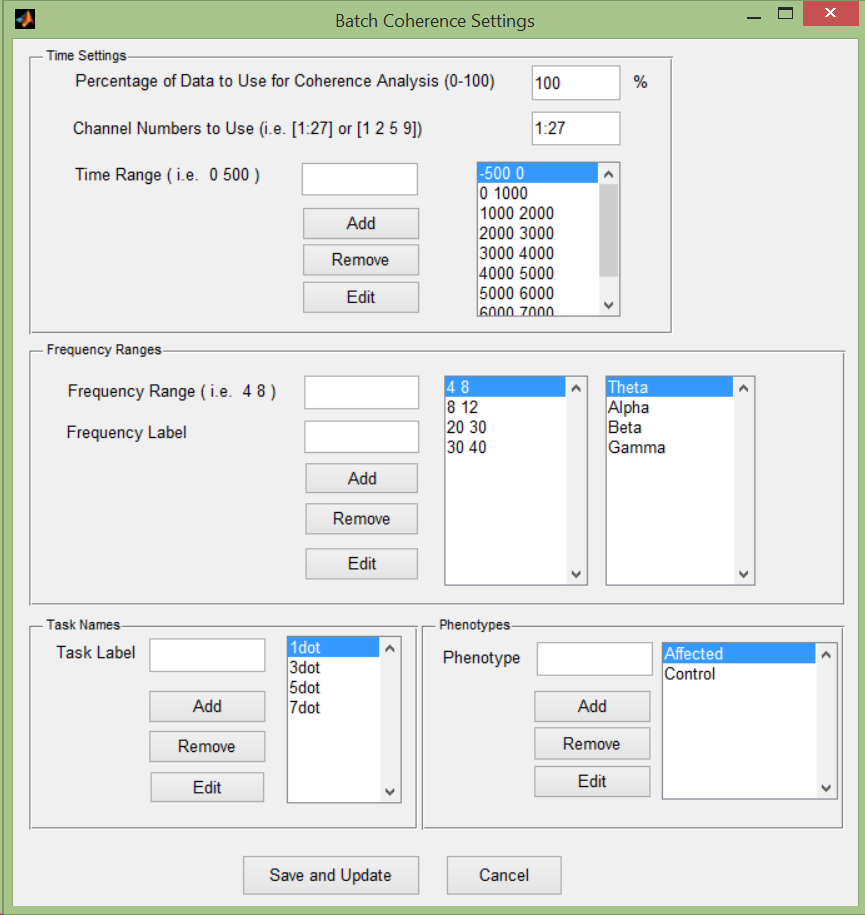 Batch Coherence Settings
Time Settings
Percentage of Data to Use for Coherence Analysis (0-100)
100
%
Channel Numbers to Use (i.e. [1:27] or [1 2 5 9])
1:27
Time Range ( i.e.  0 500 )
Add
Remove
Edit
-500 0
0 1000
1000 2000
2000 3000
3000 4000
4000 5000
5000 6000
6000 7000
Frequency Ranges
Frequency Range ( i.e.  4 8 )
Frequency Label
Add
Remove
Edit
4 8
8 12
20 30
30 40
Theta
Alpha
Beta
Gamma
Task Names
Task Label
Add
Remove
Edit
1dot
3dot
5dot
7dot
Phenotypes
Phenotype
Add
Remove
Edit
Affected
Control
Save and Update
Cancel